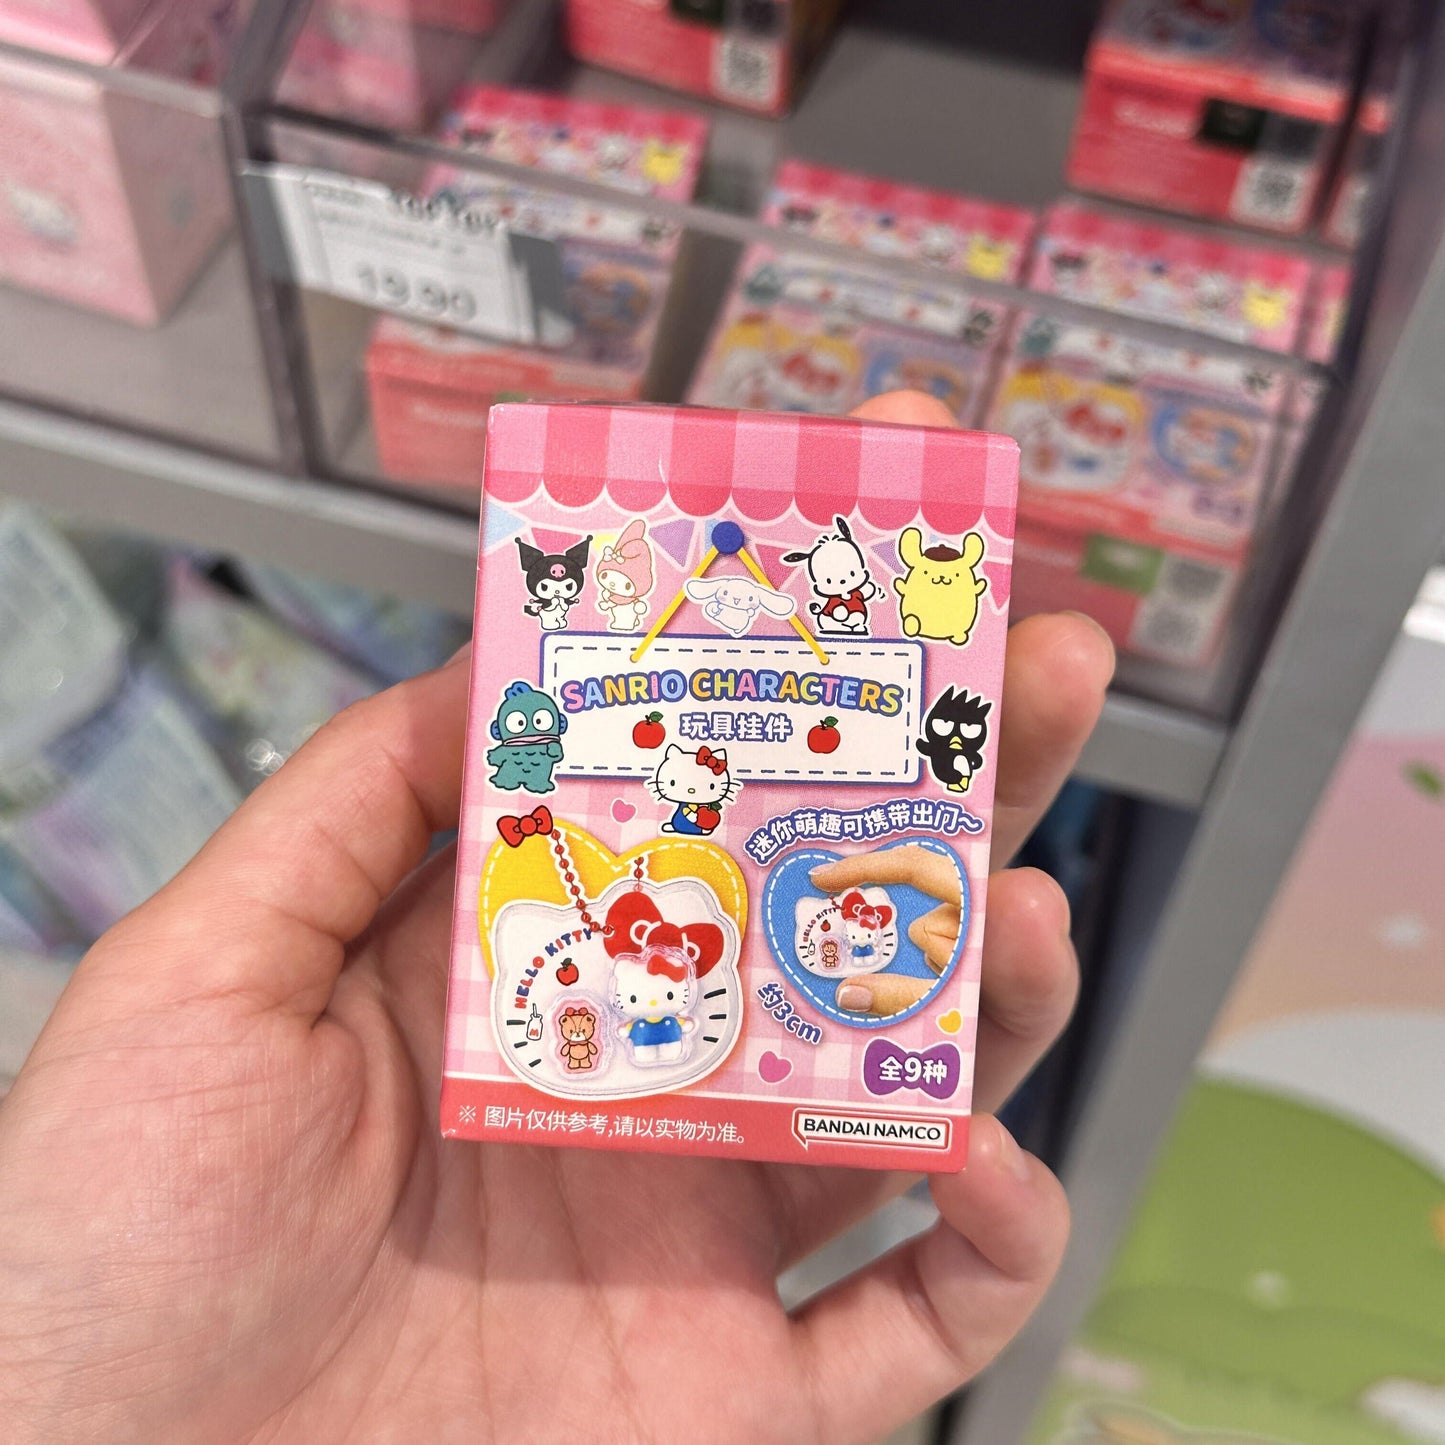 19.90
SANRIO CHARACTERS
玩具挂件
迷你萌趣可携带出门~
HELLO KITTY
HELLO KITTY
M
约3cm
全9种
※ 图片仅供参考,请以实物为准。
BANDAI NAMCO